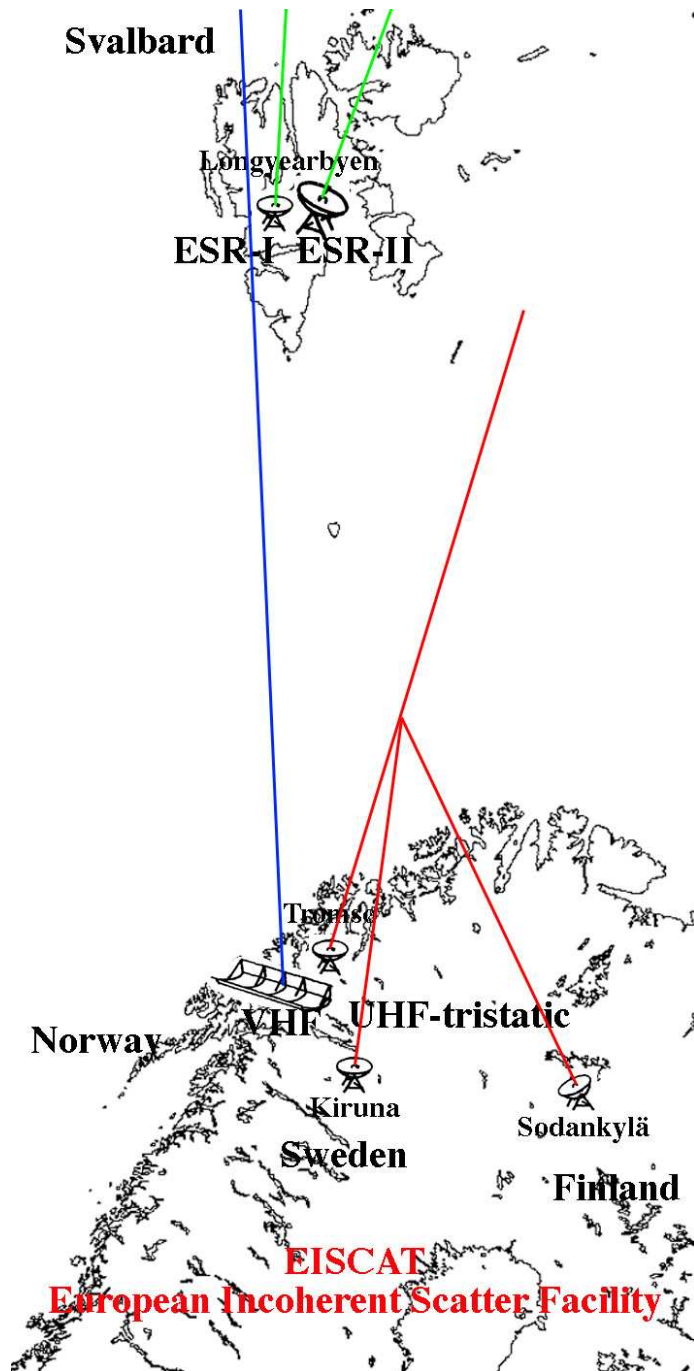 Svalbard
Longyearbyen
ESR-I ESR-II
Tromsø
VHF UHF-tristatic
Norway
Kiruna
Sodankylä
Sweden
Finland
EISCAT
European Incoherent Scatter Facility